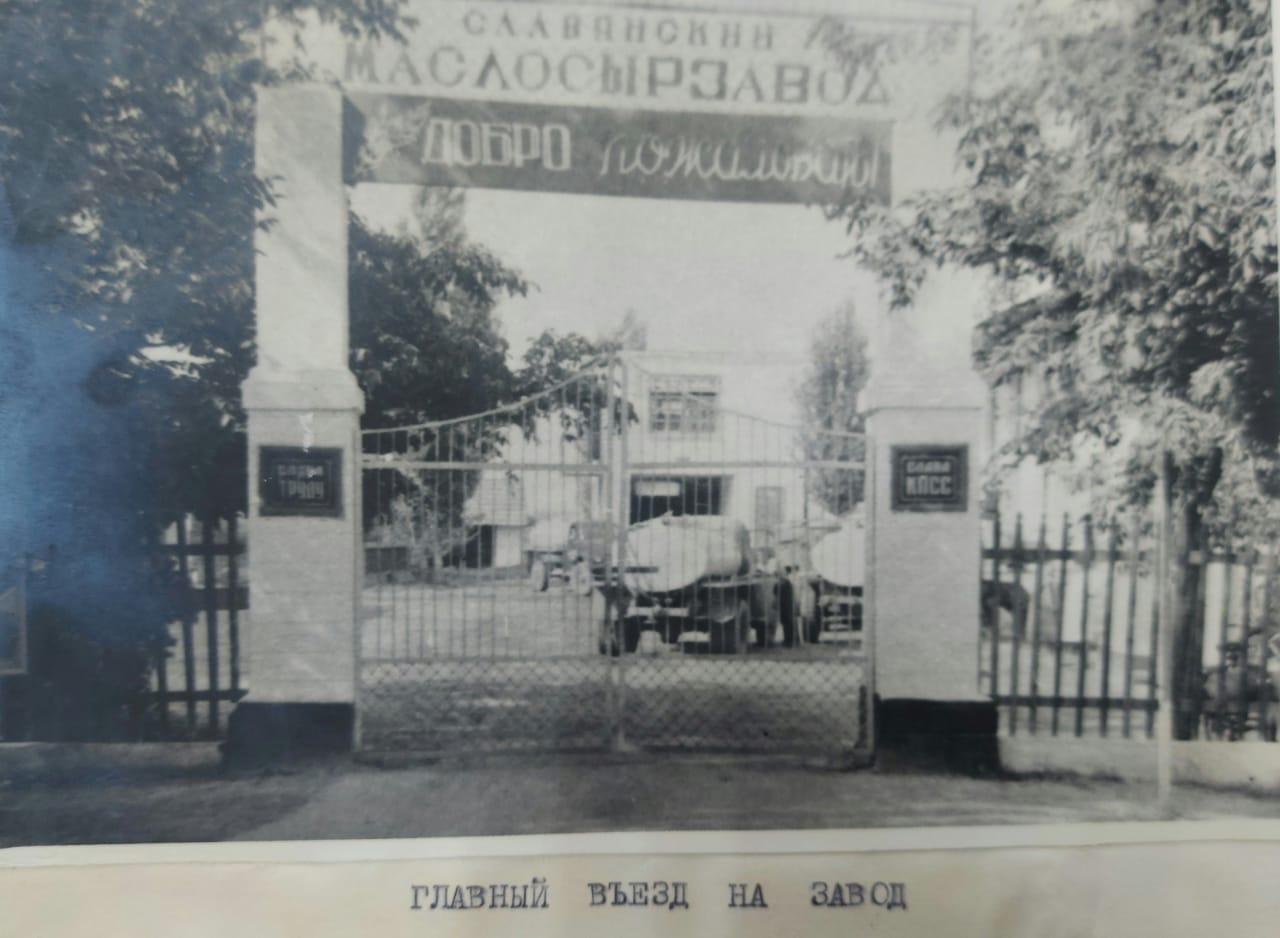 СЛАВЯНСКИЙ
МАСЛОСЫРЗАВОД
ДОБРО пожаловать
СЛАВА
ТРУДУ
СЛАВА
КПСС
ГЛАВНЫЙ ВЪЕЗД НА ЗАВОД